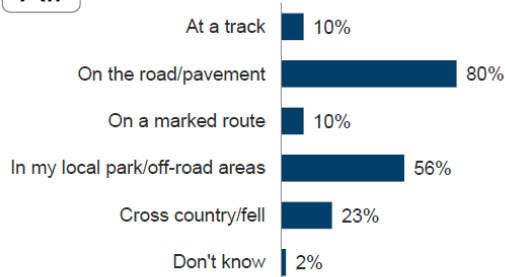 At a track 10%
On the road/pavement 80%
On a marked route 10%
In my local park/off-road areas 56%
Cross country/fell 23%
Don't know 2%